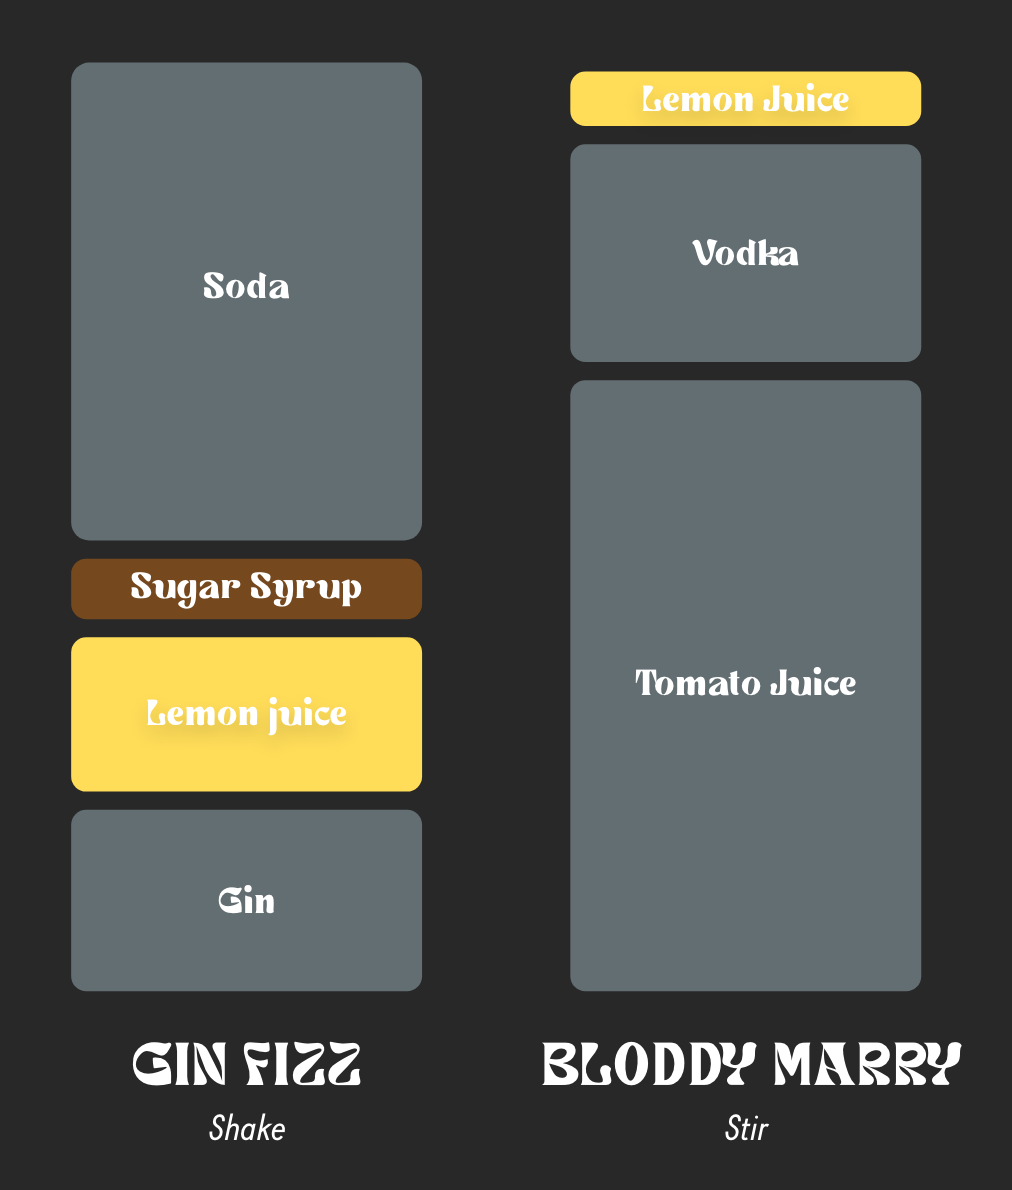 Soda
Sugar Syrup
Lemon juice
Gin
GIN FIZZ
Shake
Lemon Juice
Vodka
Tomato Juice
BLODDY MARRY
Stir